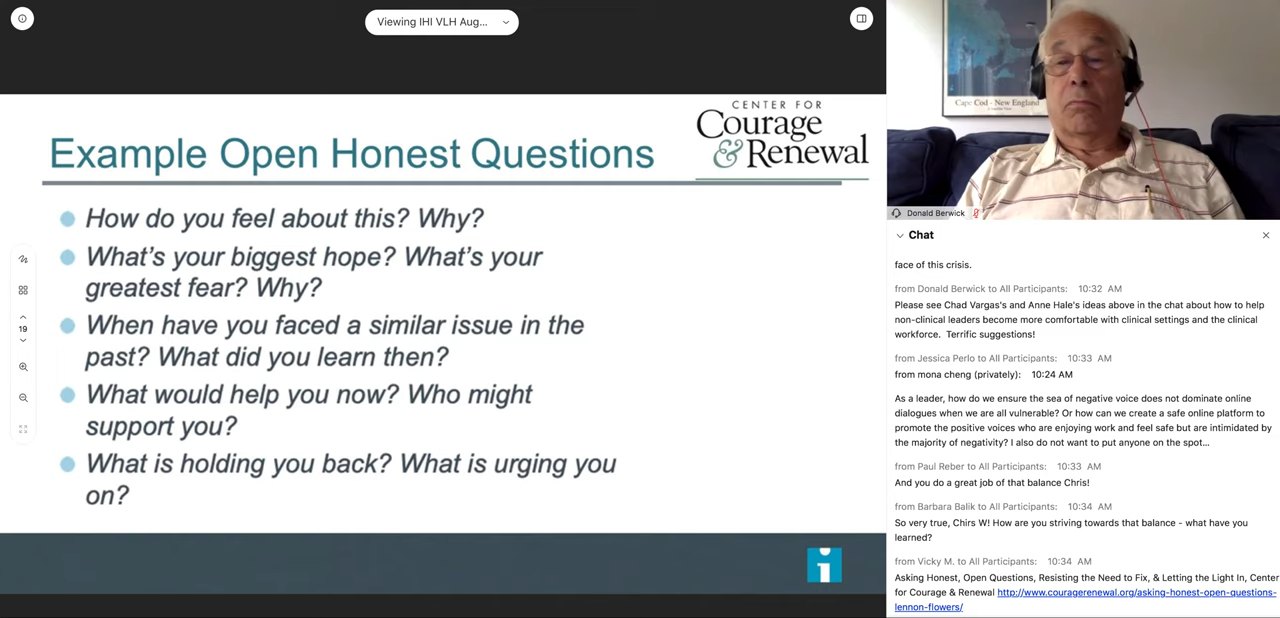 Viewing IHI VLH Aug...
CENTER FOR
Courage
& Renewal
Example Open Honest Questions
How do you feel about this? Why?
What's your biggest hope? What's your
greatest fear? Why?
When have you faced a similar issue in the
past? What did you learn then?
What would help you now? Who might
support you?
What is holding you back? What is urging you
on?
19
i
Cape Cod - New England
Donald Berwick
Chat
face of this crisis.
from Donald Berwick to All Participants: 10:32 AM
Please see Chad Vargas's and Anne Hale's ideas above in the chat about how to help
non-clinical leaders become more comfortable with clinical settings and the clinical
workforce. Terrific suggestions!
from Jessica Perlo to All Participants: 10:33 AM
from mona cheng (privately): 10:24 AM
As a leader, how do we ensure the sea of negative voice does not dominate online
dialogues when we are all vulnerable? Or how can we create a safe online platform to
promote the positive voices who are enjoying work and feel safe but are intimidated by
the majority of negativity? I also do not want to put anyone on the spot...
from Paul Reber to All Participants: 10:33 AM
And you do a great job of that balance Chris!
from Barbara Balik to All Participants: 10:34 AM
So very true, Chirs W! How are you striving towards that balance - what have you
learned?
from Vicky M. to All Participants: 10:34 AM
Asking Honest, Open Questions, Resisting the Need to Fix, & Letting the Light In, Center
for Courage & Renewal http://www.couragerenewal.org/asking-honest-open-questions-
lennon-flowers/